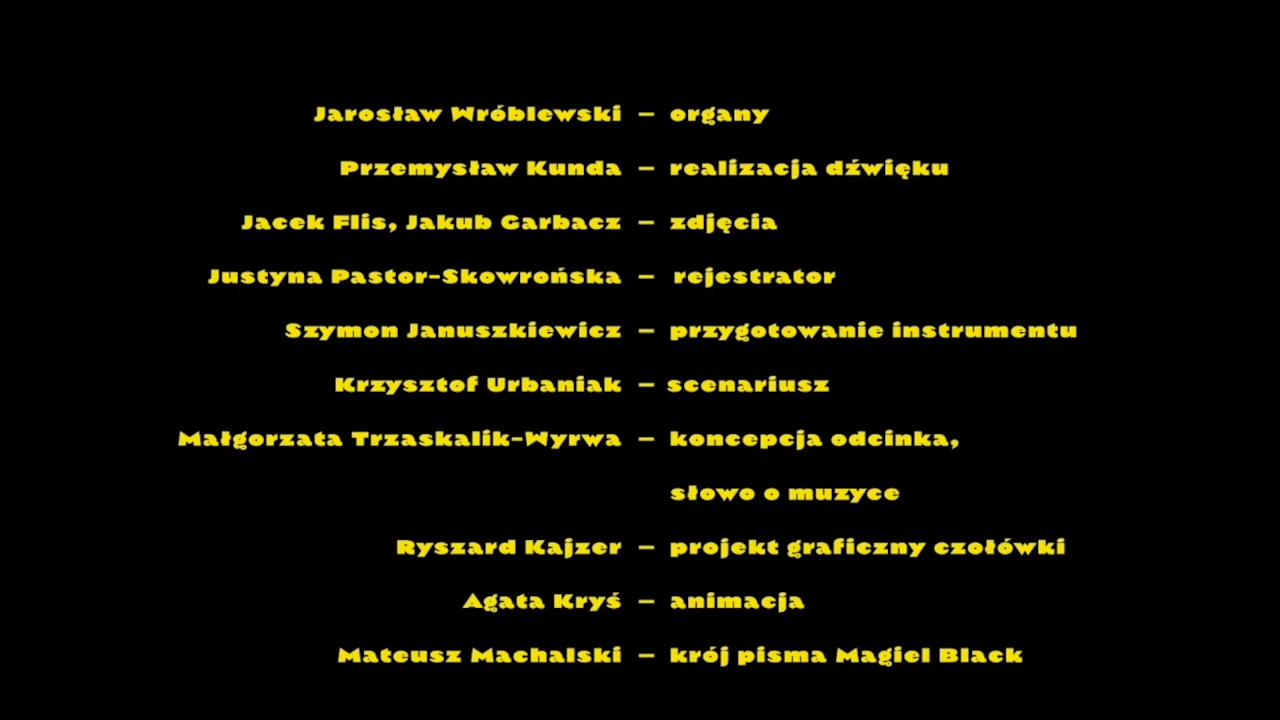 Jarosław Wróblewski – organy
Przemysław Kunda – realizacja dźwięku
Jacek Flis, Jakub Garbacz – zdjęcia
Justyna Pastor-Skowrońska – rejestrator
Szymon Januszkiewicz – przygotowanie instrumentu
Krzysztof Urbaniak – scenariusz
Małgorzata Trzaskalik-Wyrwa – koncepcja odcinka,
słowo o muzyce
Ryszard Kajzer – projekt graficzny czołówki
Agata Kryś – animacja
Mateusz Machalski – krój pisma Magiel Black